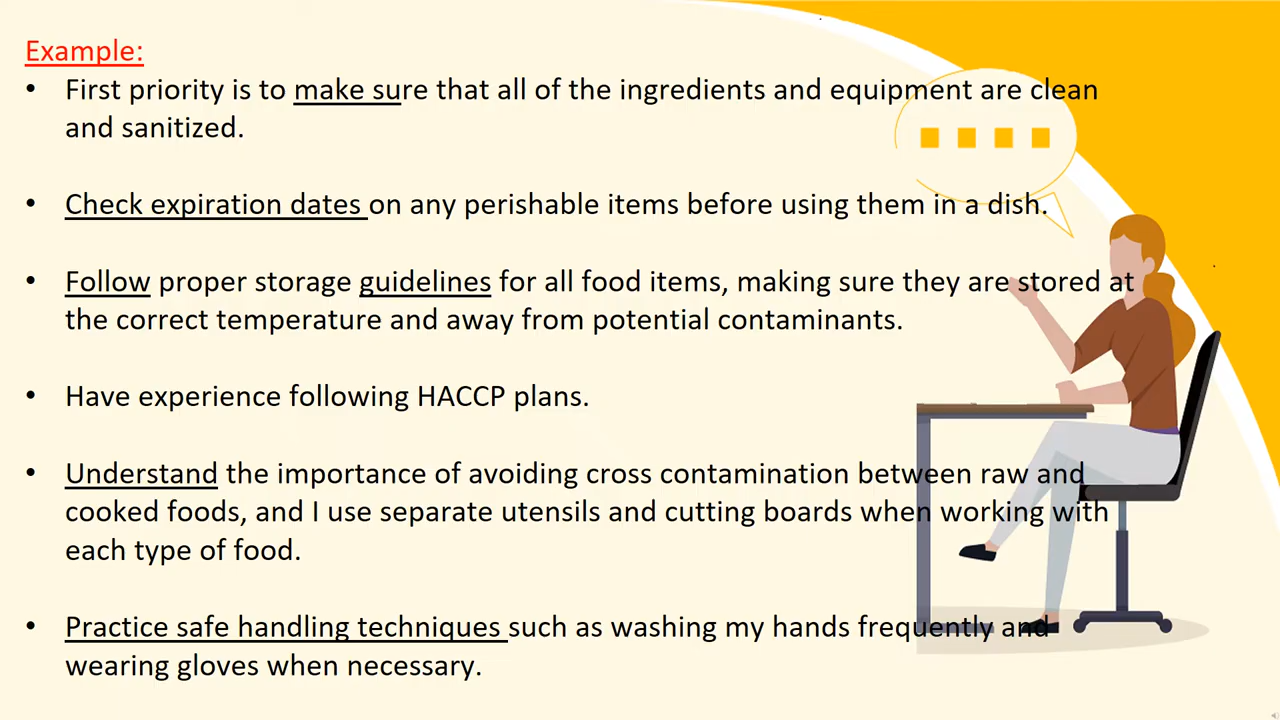 Example:
• First priority is to make sure that all of the ingredients and equipment are clean
and sanitized.
• Check expiration dates on any perishable items before using them in a dish.
• Follow proper storage guidelines for all food items, making sure they are stored at
the correct temperature and away from potential contaminants.
• Have experience following HACCP plans.
• Understand the importance of avoiding cross contamination between raw and
cooked foods, and I use separate utensils and cutting boards when working with
each type of food.
• Practice safe handling techniques such as washing my hands frequently and
wearing gloves when necessary.